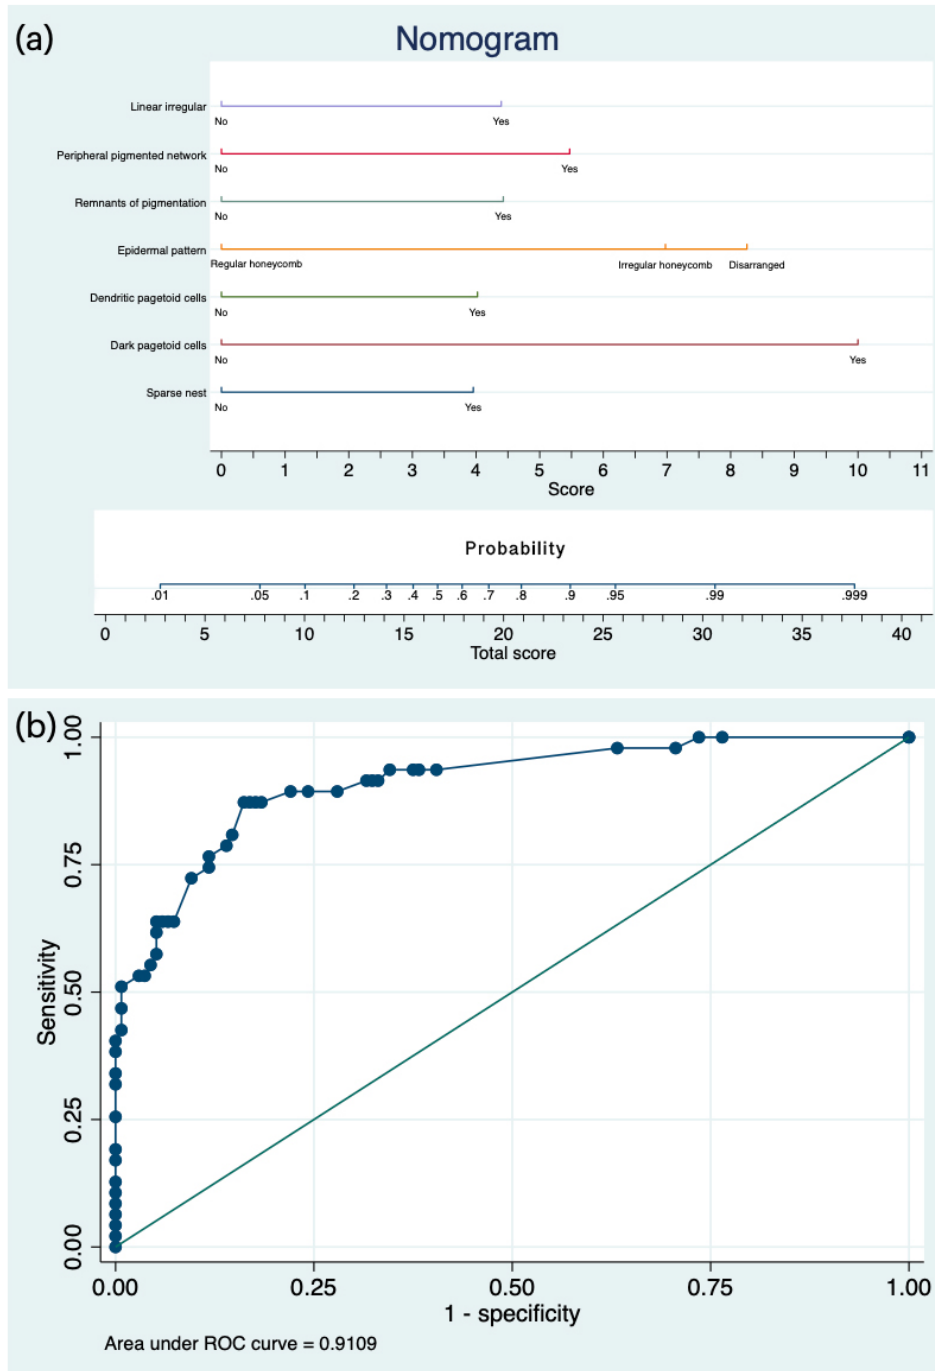 (a)
Nomogram
Linear irregular
No Yes
Peripheral pigmented network
No Yes
Remnants of pigmentation
No Yes
Epidermal pattern
Regular honeycomb Irregular honeycomb Disarranged
Dendritic pagetoid cells
No Yes
Dark pagetoid cells
No Yes
Sparse nest
No Yes
0 1 2 3 4 5 6 7 8 9 10 11
Score
Probability
.01 .05 .1 .2 .3 .4 .5 .6 .7 .8 .9 .95 .99 .999
0 5 10 15 20 25 30 35 40
Total score
(b)
Sensitivity
1.00
0.75
0.50
0.25
0.00
0.00 0.25 0.50 0.75 1.00
1 - specificity
Area under ROC curve = 0.9109